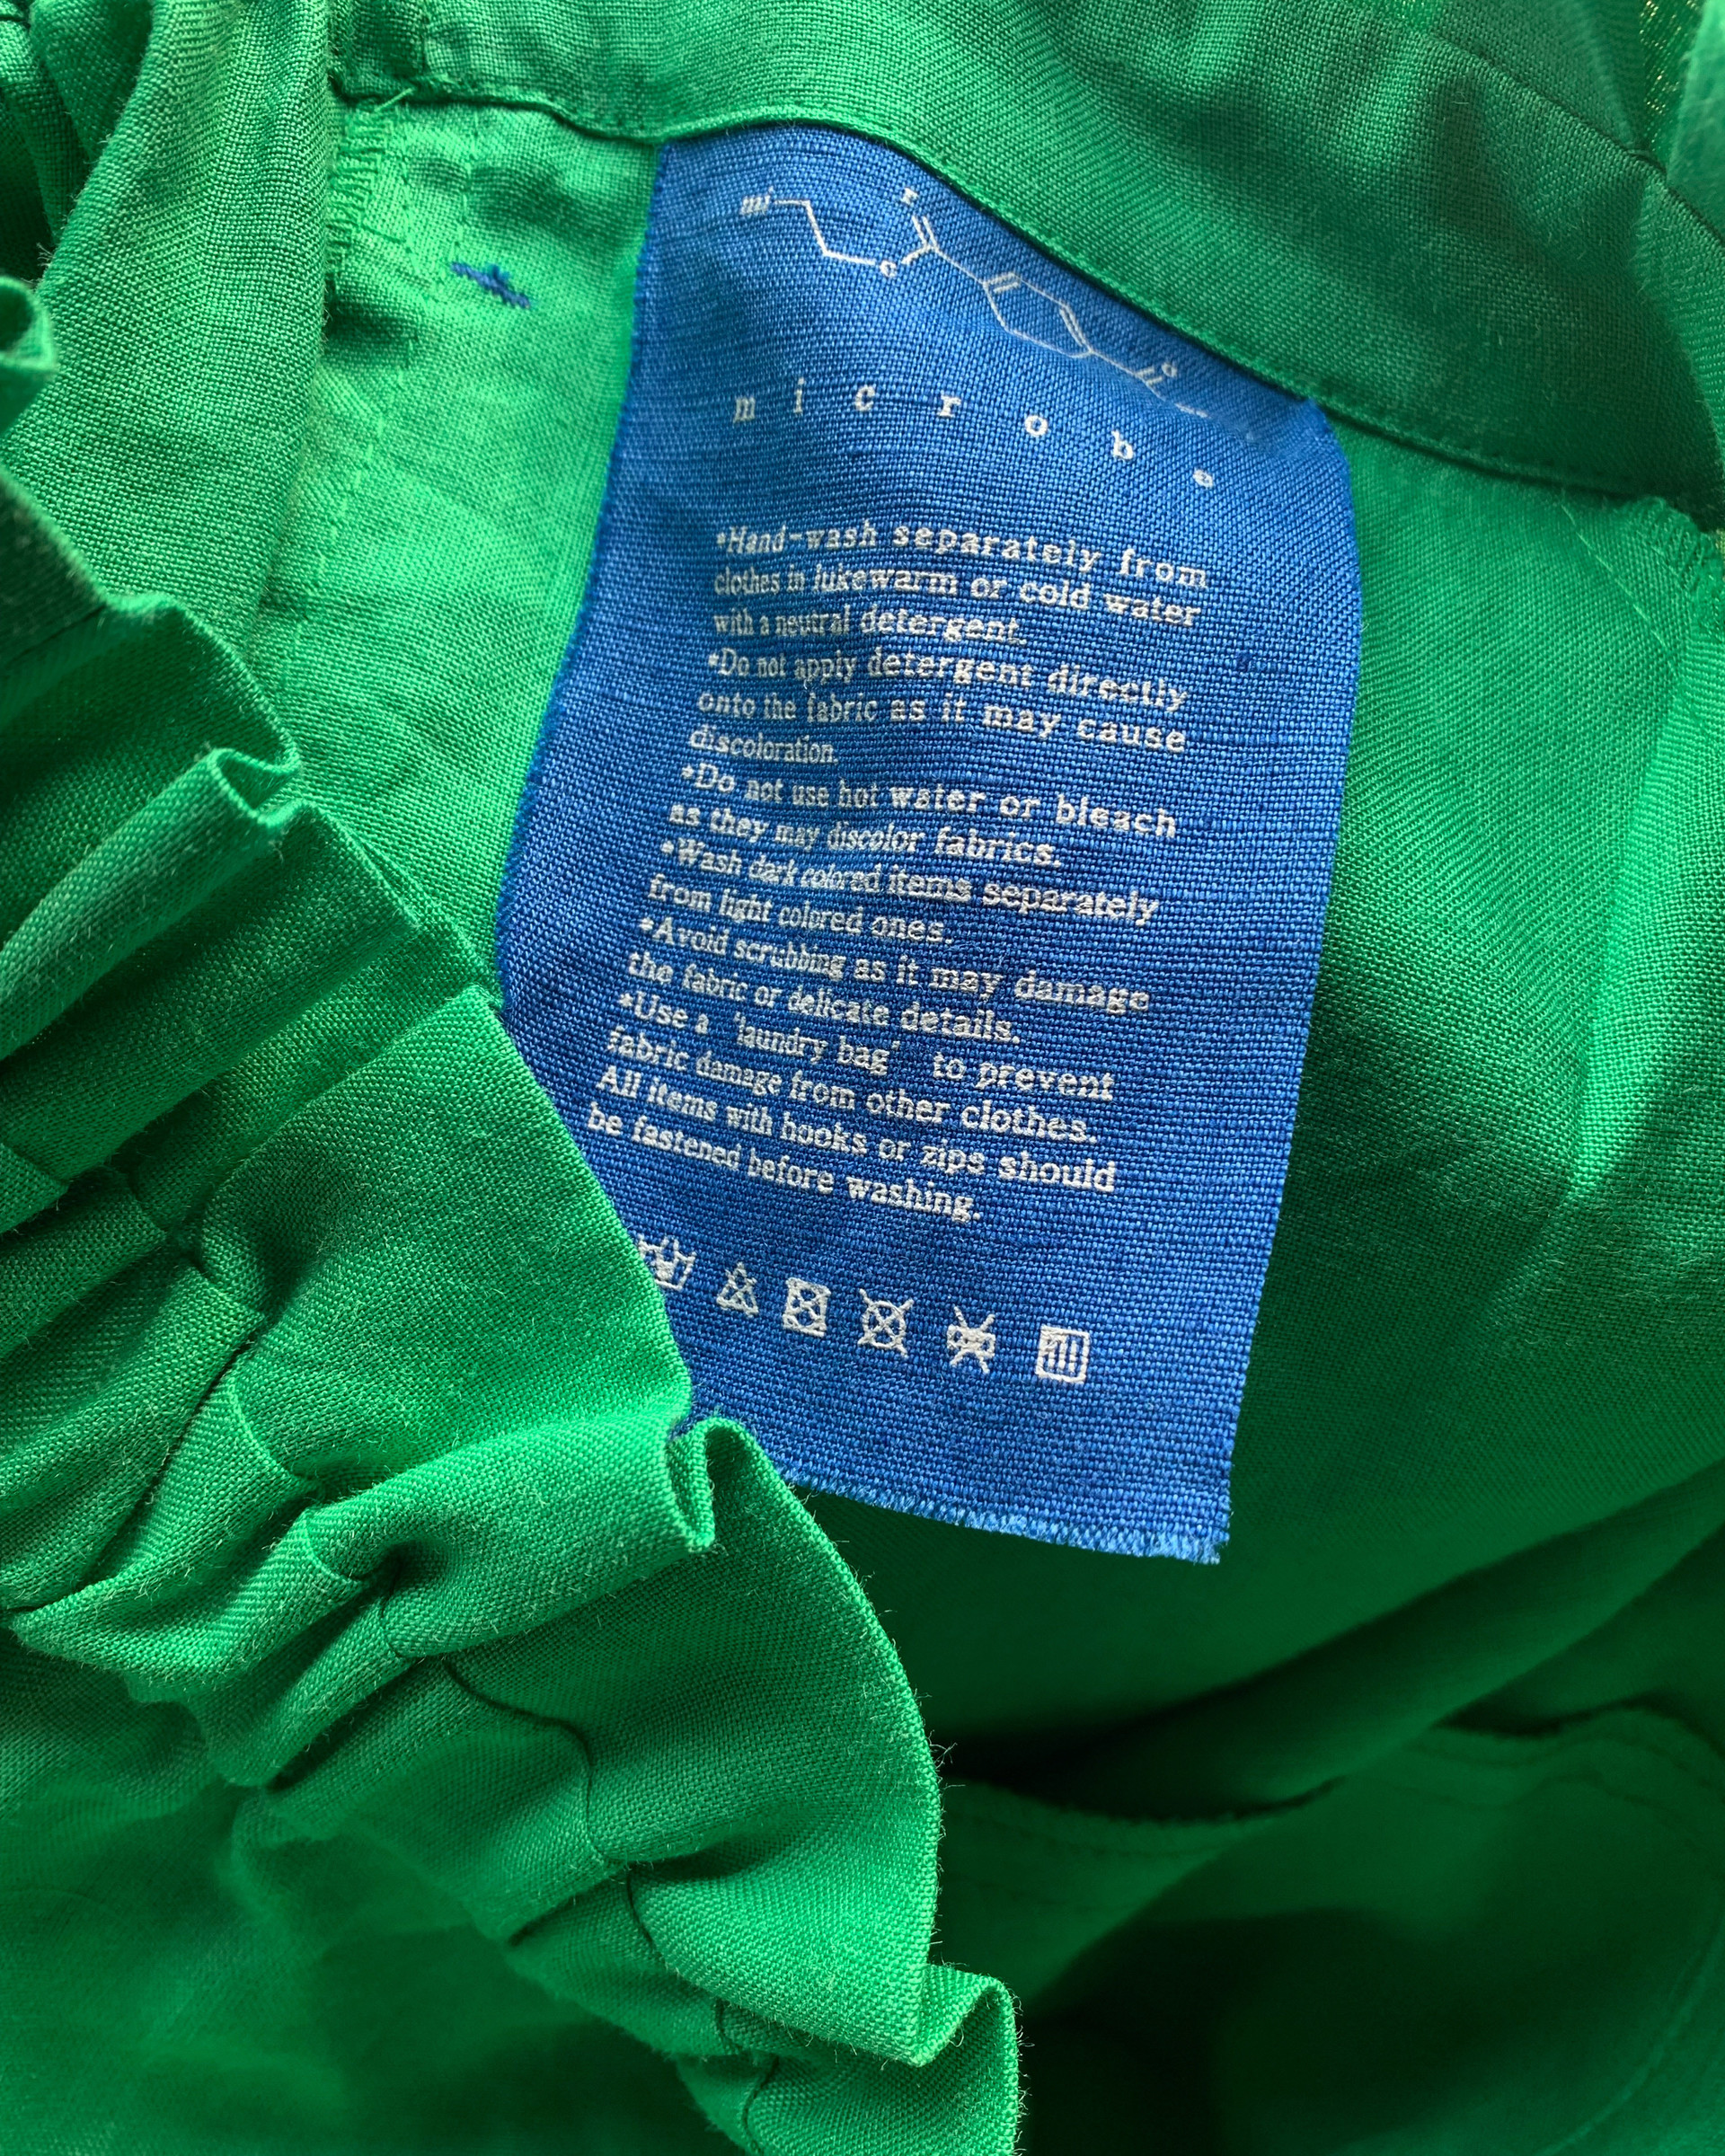 mi
r
c
o
m i c r o b e
•Hand-wash separately from
clothes in lukewarm or cold water
with a neutral detergent.
•Do not apply detergent directly
onto the fabric as it may cause
discoloration.
•Do not use hot water or bleach
as they may discolor fabrics.
•Wash dark colored items separately
from light colored ones.
•Avoid scrubbing as it may damage
the fabric or delicate details.
•Use a 'laundry bag' to prevent
fabric damage from other clothes.
All items with hooks or zips should
be fastened before washing.